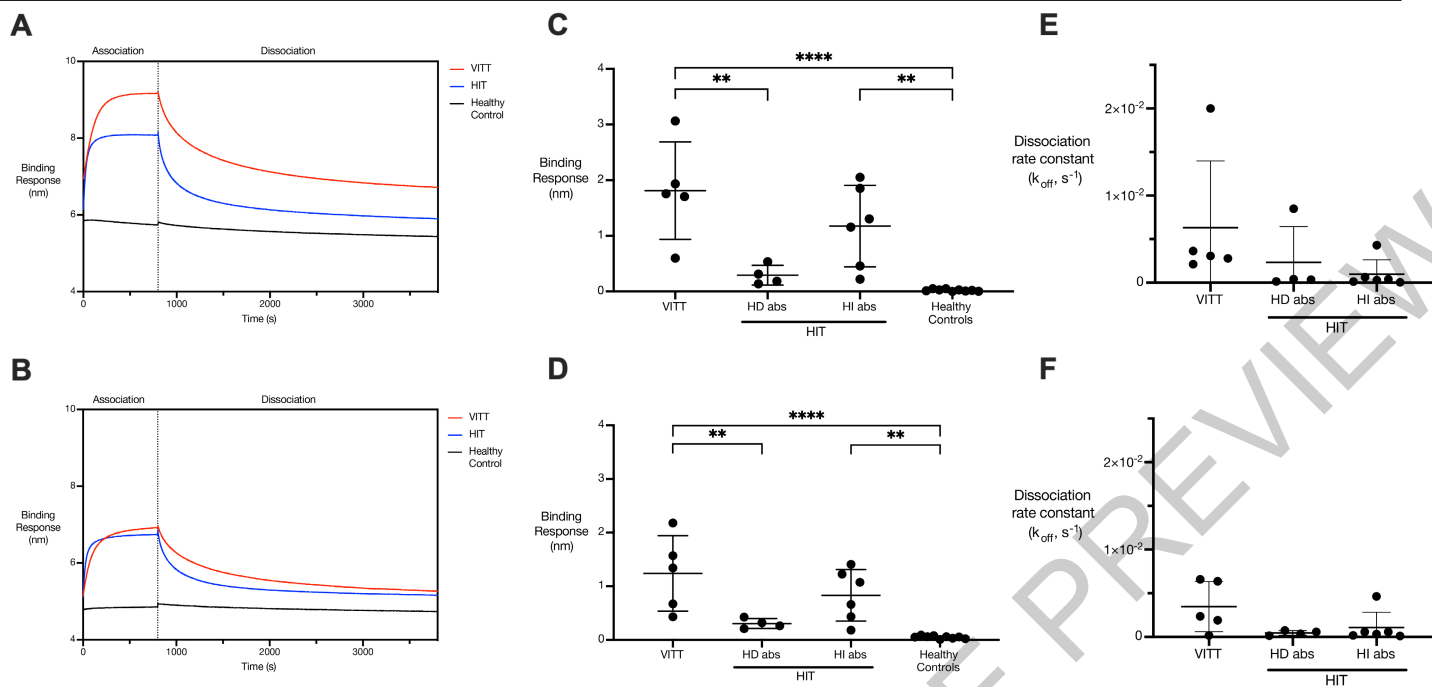 A
Association
Dissociation
10
8
6
4
Binding
Response
(nm)
0
1000
2000
3000
Time (s)
VITT
HIT
Healthy
Control
B
Association
Dissociation
10
8
6
4
Binding
Response
(nm)
0
1000
2000
3000
Time (s)
VITT
HIT
Healthy
Control
C
****
**
**
4
3
2
1
0
Binding
Response
(nm)
VITT
HD abs
HI abs
Healthy
Controls
HIT
D
****
**
**
4
3
2
1
0
Binding
Response
(nm)
VITT
HD abs
HI abs
Healthy
Controls
HIT
E
2×10⁻²
1×10⁻²
0
Dissociation
rate constant
(k_off, s⁻¹)
VITT
HD abs
HI abs
HIT
F
2×10⁻²
1×10⁻²
0
Dissociation
rate constant
(k_off, s⁻¹)
VITT
HD abs
HI abs
HIT
E PREVIEW